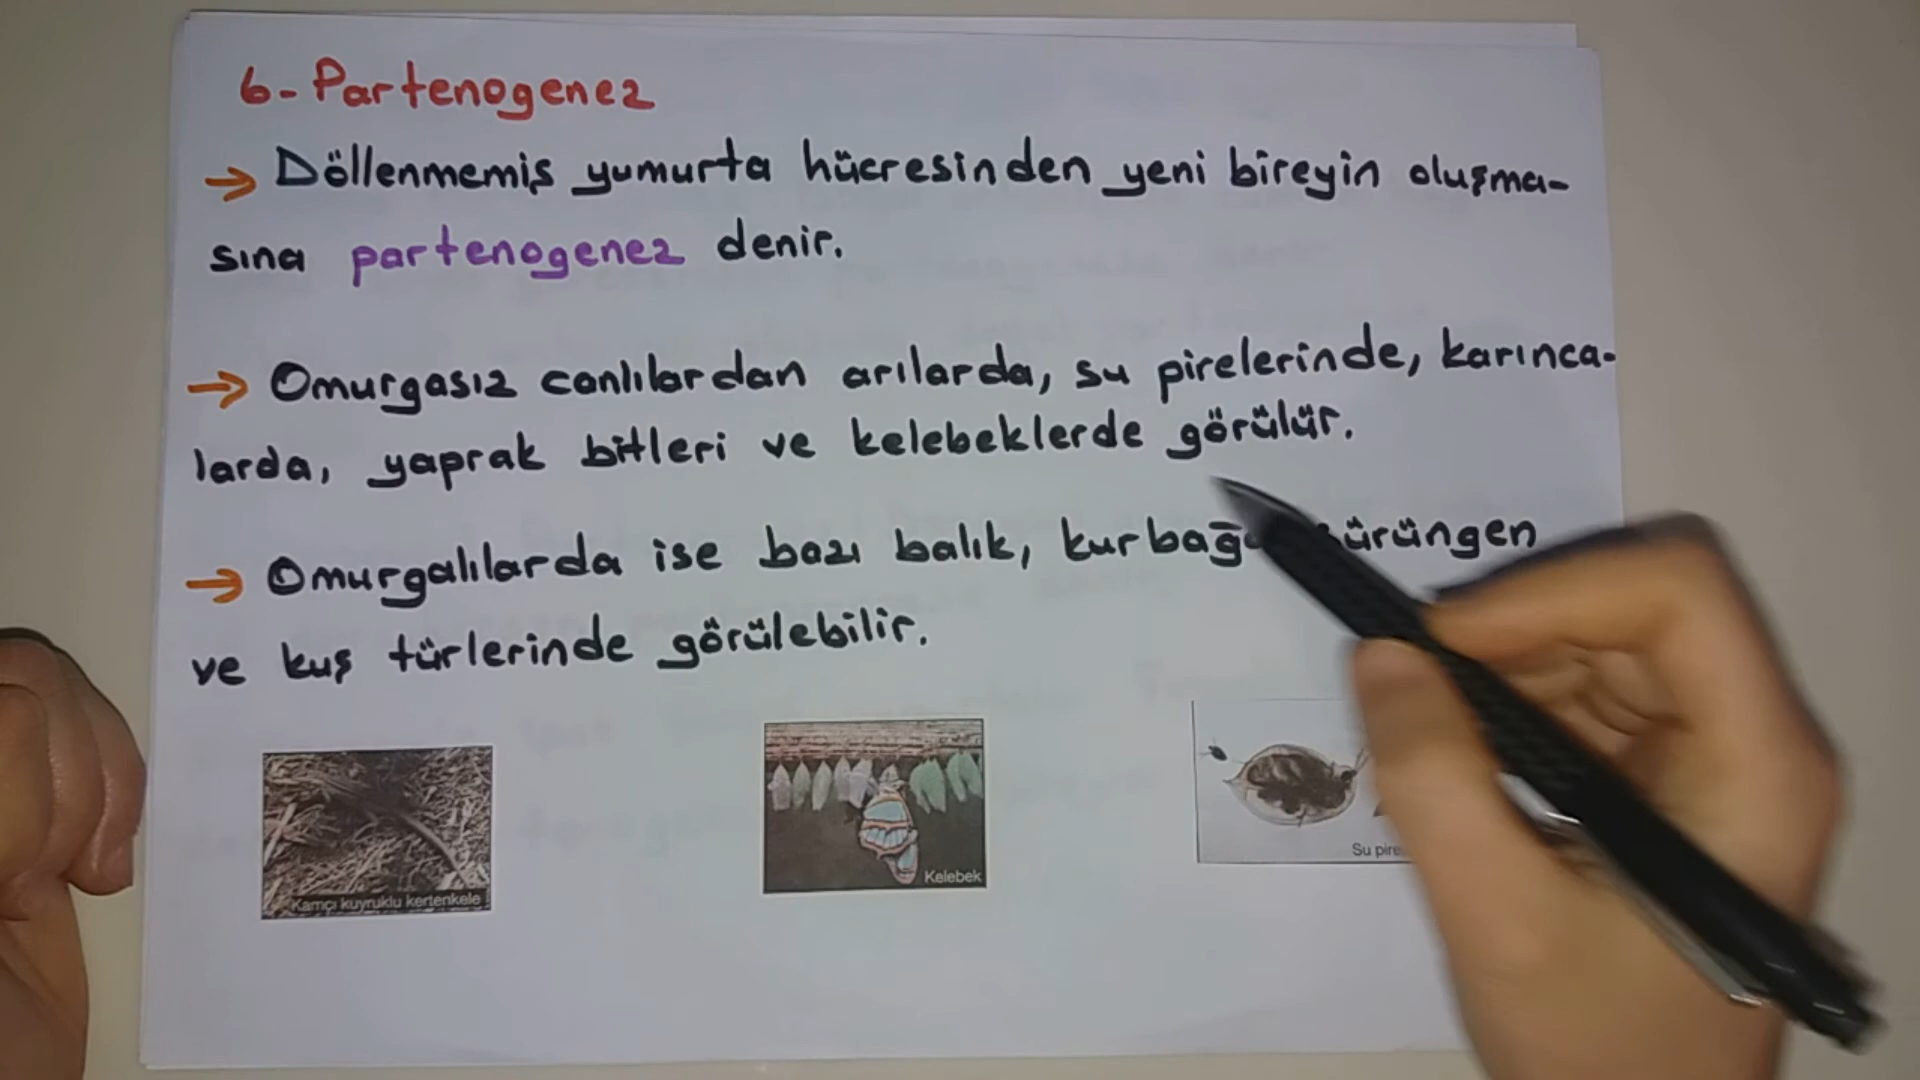 6- Partenogenez
→ Döllenmemiş yumurta hücresinden yeni bireyin oluşma-
sına partenogenez denir.
→ Omurgasız canlılardan arılarda, su pirelerinde, karınca-
larda, yaprak bitleri ve kelebeklerde görülür.
→ Omurgalılarda ise bazı balık, kurbağa sürüngen
ve kuş türlerinde görülebilir.
Kamçı kuyruklu kertenkele
Kelebek
Su pire